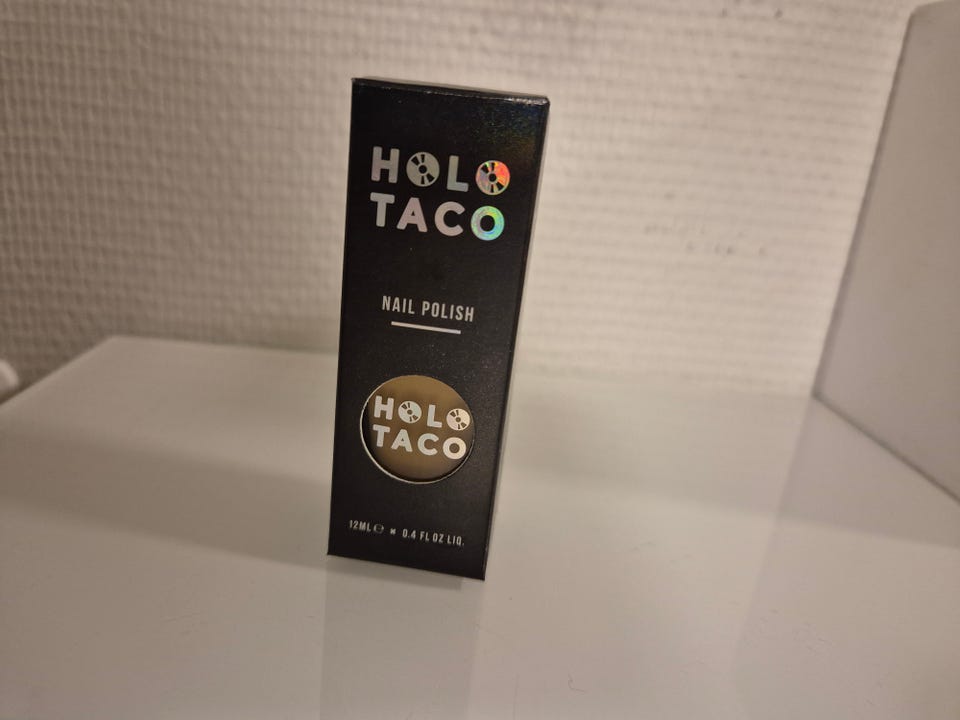 HOLO
TACO
NAIL POLISH
HOLO
TACO
12ML ℮ 0.4 FL OZ LIQ.